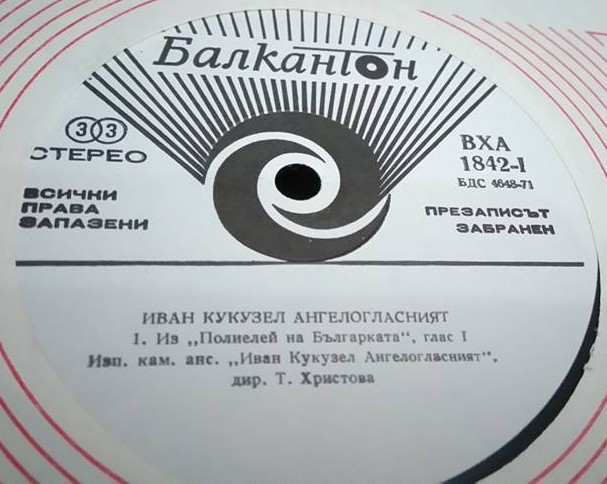 Балкантон
33
СТЕРЕО
ВСИЧКИ
ПРАВА
ЗАПАЗЕНИ
ВХА
1842-I
БДС 4648-71
ПРЕЗАПИСЪТ
ЗАБРАНЕН
ИВАН КУКУЗЕЛ АНГЕЛОГЛАСНИЯТ
1. Из „Полиелей на Българката“, глас I
Изп. кам. анс. „Иван Кукузел Ангелогласният“,
дир. Т. Христова